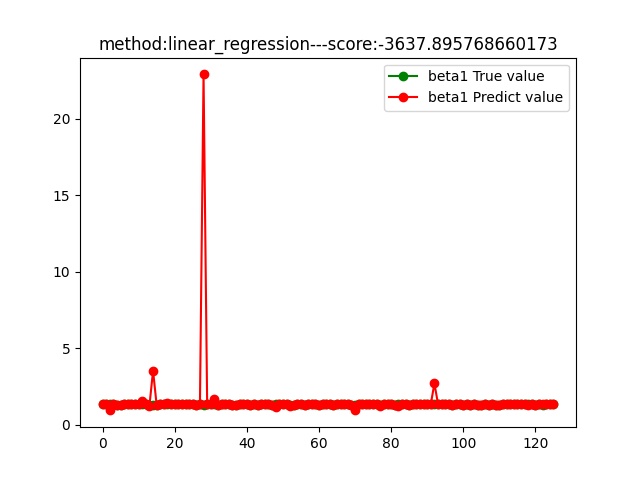 method:linear_regression---score:-3637.895768660173
beta1 True value
beta1 Predict value
20
15
10
5
0
0 20 40 60 80 100 120